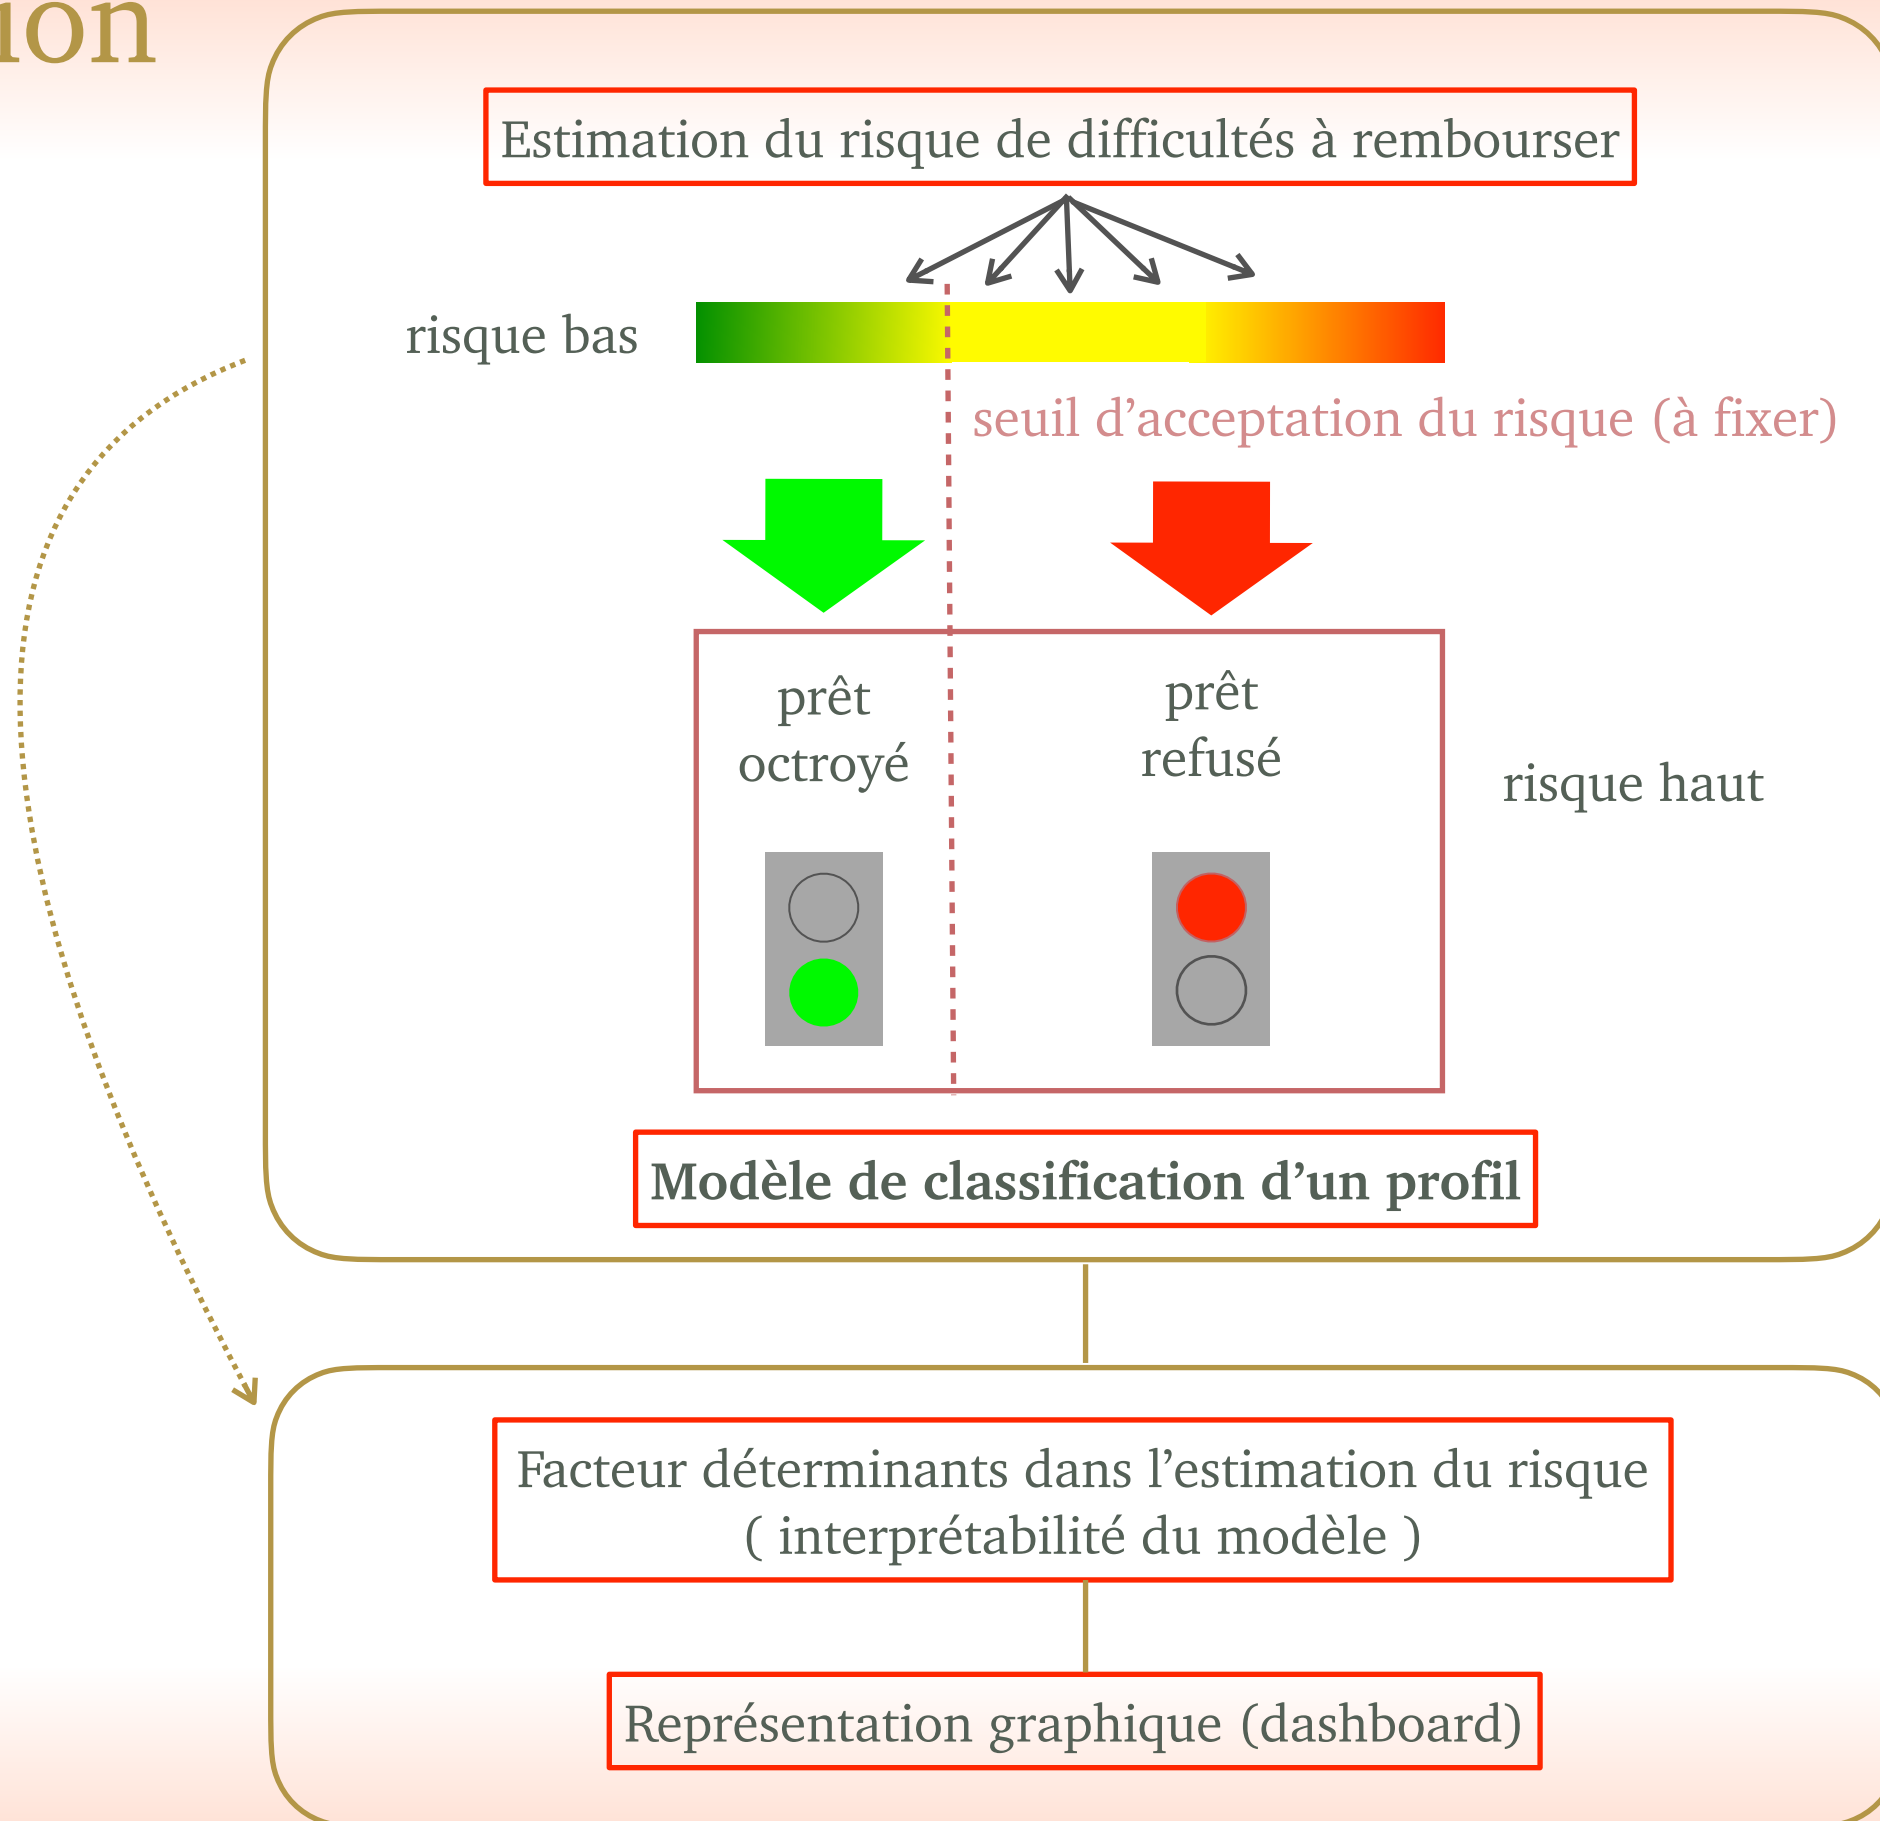 Estimation du risque de difficultés à rembourser
risque bas
seuil d’acceptation du risque (à fixer)
prêt
octroyé
prêt
refusé
risque haut
Modèle de classification d’un profil
Facteur déterminants dans l’estimation du risque
( interprétabilité du modèle )
Représentation graphique (dashboard)